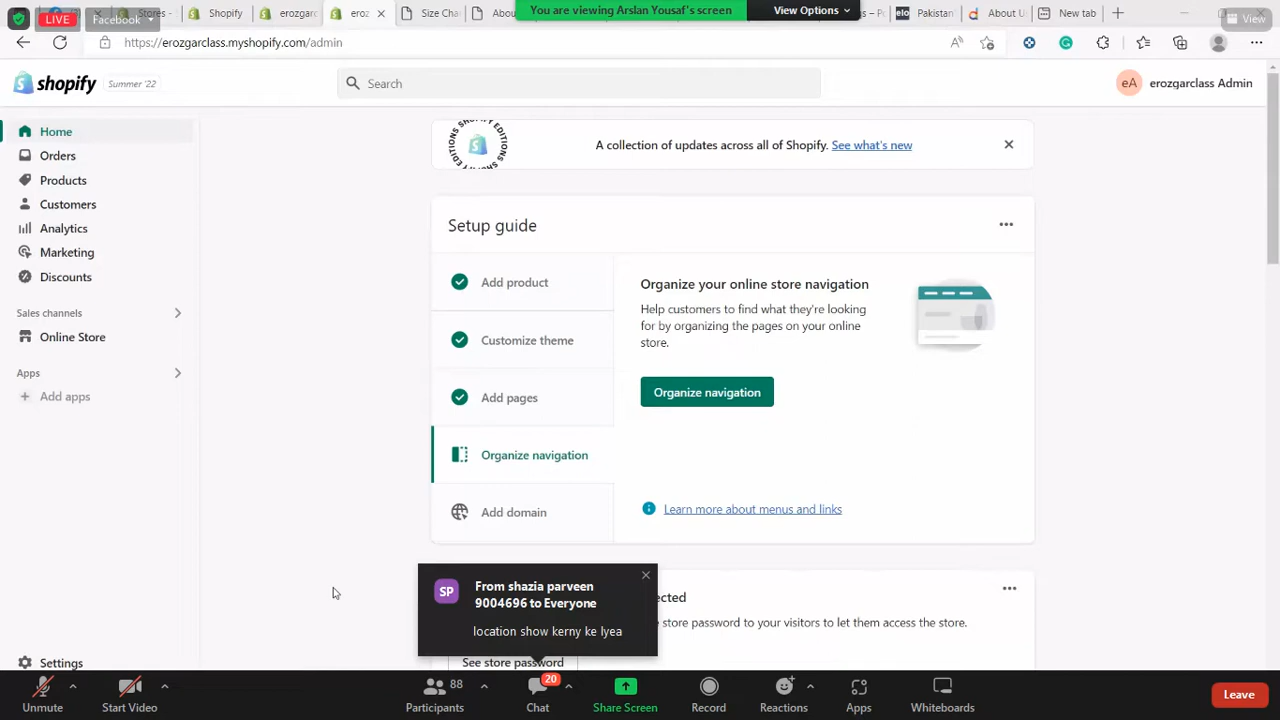 LIVE
Facebook
Stores -
Shopify
erozgarc
eroz
Size Cha
You are viewing Arslan Yousaf's screen
View Options
elo
Pakistan
About U
New tab
View
https://erozgarclass.myshopify.com/admin
shopify
Summer '22
Search
eA
erozgarclass Admin
Home
Orders
Products
Customers
Analytics
Marketing
Discounts
Sales channels
Online Store
Apps
Add apps
Settings
SHOPIFY EDITIONS
A collection of updates across all of Shopify. See what's new
Setup guide
Add product
Customize theme
Add pages
Organize navigation
Add domain
Organize your online store navigation
Help customers to find what they're looking
for by organizing the pages on your online
store.
Organize navigation
Learn more about menus and links
SP
From shazia parveen
9004696 to Everyone
location show kerny ke lyea
ected
store password to your visitors to let them access the store.
See store password
Unmute
Start Video
88
Participants
20
Chat
Share Screen
Record
Reactions
Apps
Whiteboards
Leave